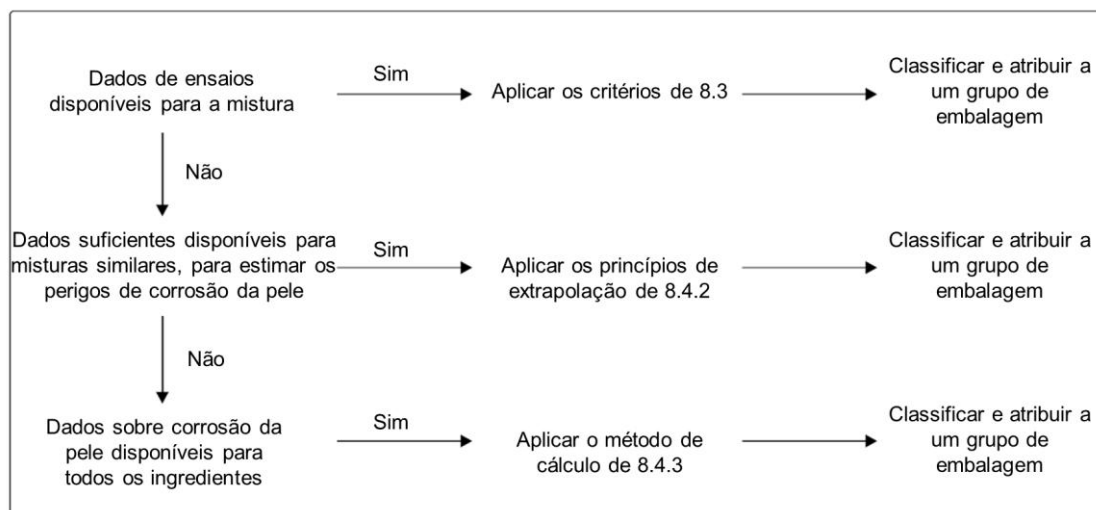 Dados de ensaios
disponíveis para a mistura
Sim
Aplicar os critérios de 8.3
Classificar e atribuir a
um grupo de
embalagem
Não
Dados suficientes disponíveis para
misturas similares, para estimar os
perigos de corrosão da pele
Sim
Aplicar os princípios de
extrapolação de 8.4.2
Classificar e atribuir a
um grupo de
embalagem
Não
Dados sobre corrosão da
pele disponíveis para
todos os ingredientes
Sim
Aplicar o método de
cálculo de 8.4.3
Classificar e atribuir a
um grupo de
embalagem